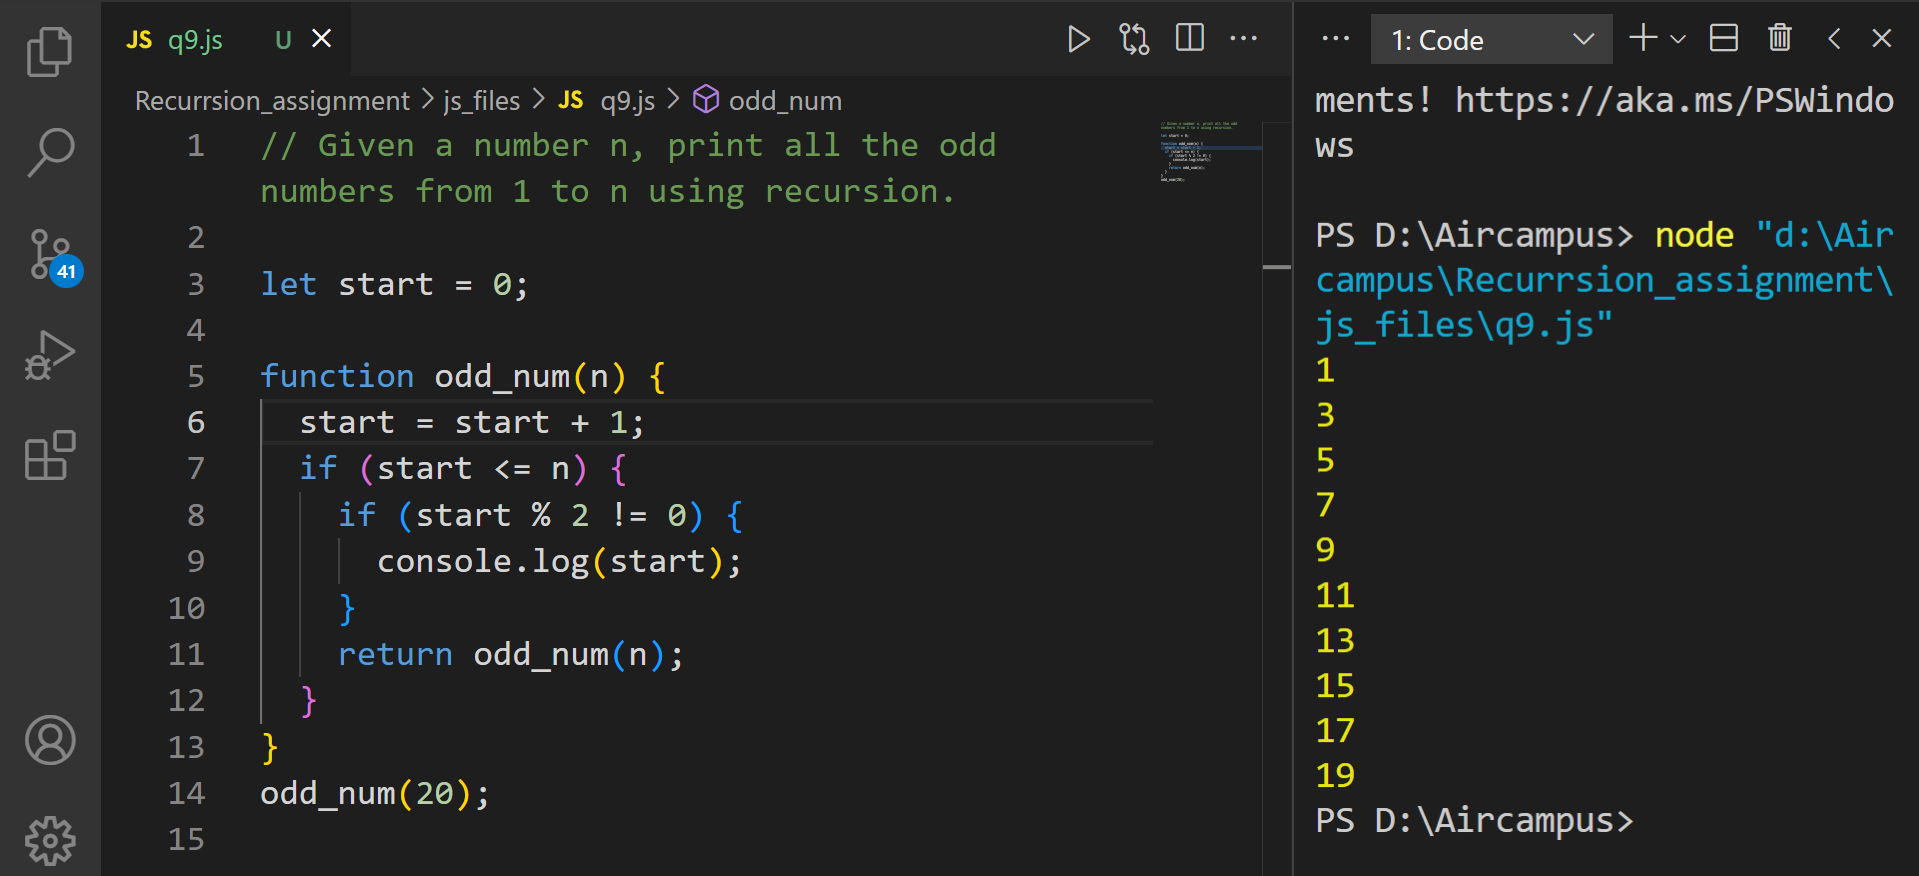 JS q9.js U
Recurrsion_assignment > js_files > JS q9.js > odd_num
1 // Given a number n, print all the odd
numbers from 1 to n using recursion.
2
3 let start = 0;
4
5 function odd_num(n) {
6 start = start + 1;
7 if (start <= n) {
8 if (start % 2 != 0) {
9 console.log(start);
10 }
11 return odd_num(n);
12 }
13 }
14 odd_num(20);
15
41
1: Code
ments! https://aka.ms/PSWindo
ws
PS D:\Aircampus> node "d:\Air
campus\Recurrsion_assignment\
js_files\q9.js"
1
3
5
7
9
11
13
15
17
19
PS D:\Aircampus>